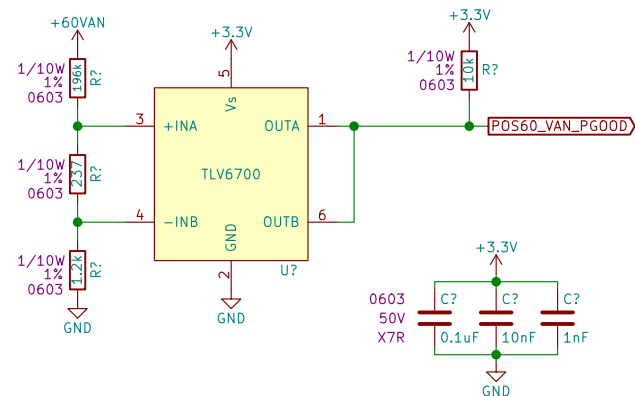 +60VAN
1/10W
1%
0603
196k
R?
+3.3V
5
Vs
3
+INA
OUTA
1
+3.3V
1/10W
1%
0603
10k
R?
POS60_VAN_PGOOD
1/10W
1%
0603
237
R?
TLV6700
4
-INB
OUTB
6
GND
2
U?
GND
1/10W
1%
0603
1.2k
R?
GND
+3.3V
0603
50V
X7R
C?
0.1uF
C?
10nF
C?
1nF
GND